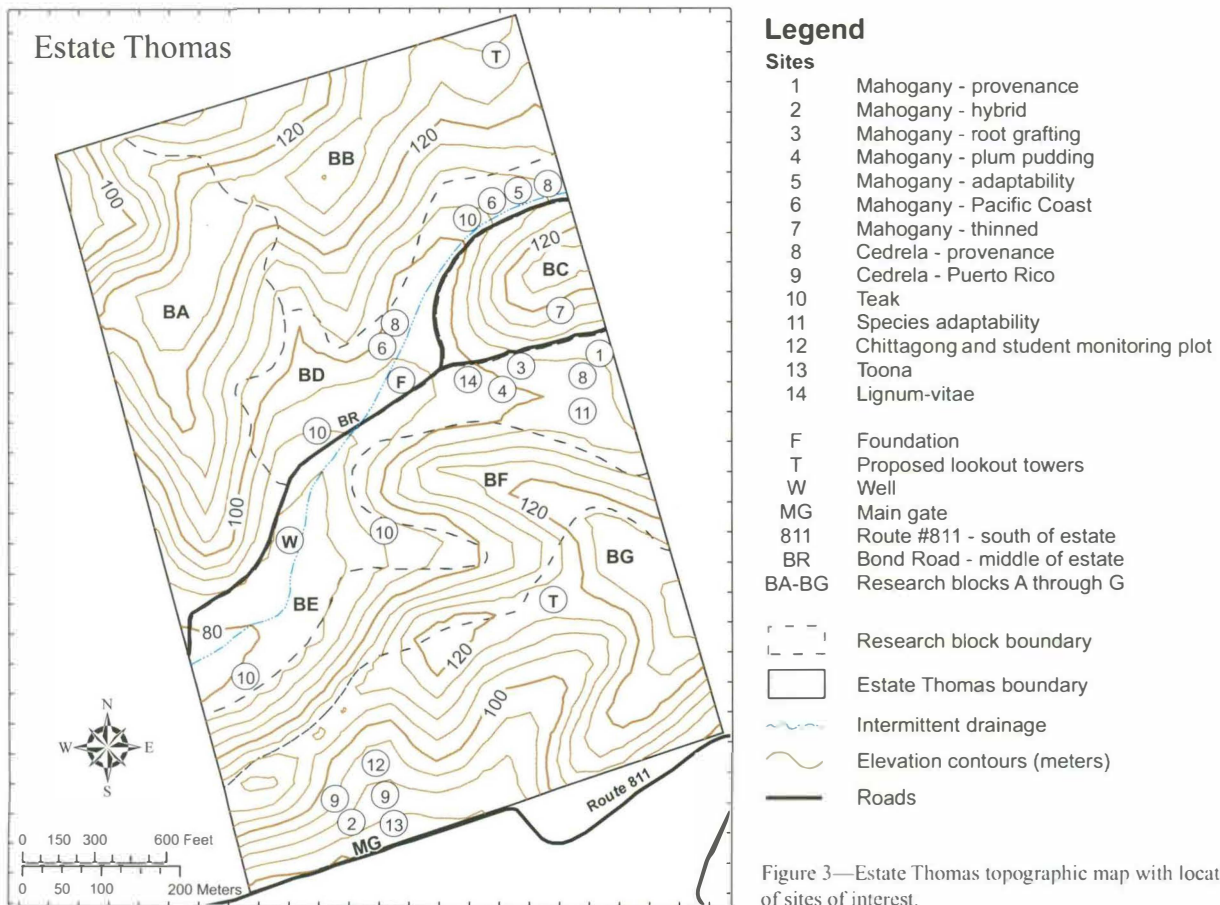 Estate Thomas
T
120
BB
120
100
8
5
6
10
120
BC
BA
7
8
6
1
3
8
14
4
F
BD
11
BR
10
BF
120
100
10
W
BG
T
BE
80
120
10
100
12
9
9
2
13
MG
Route 811
N
W E
S
0 150 300 600 Feet
0 50 100 200 Meters
Legend
Sites
1 Mahogany - provenance
2 Mahogany - hybrid
3 Mahogany - root grafting
4 Mahogany - plum pudding
5 Mahogany - adaptability
6 Mahogany - Pacific Coast
7 Mahogany - thinned
8 Cedrela - provenance
9 Cedrela - Puerto Rico
10 Teak
11 Species adaptability
12 Chittagong and student monitoring plot
13 Toona
14 Lignum-vitae
F Foundation
T Proposed lookout towers
W Well
MG Main gate
811 Route #811 - south of estate
BR Bond Road - middle of estate
BA-BG Research blocks A through G
Research block boundary
Estate Thomas boundary
Intermittent drainage
Elevation contours (meters)
Roads
Figure 3—Estate Thomas topographic map with locat
of sites of interest.